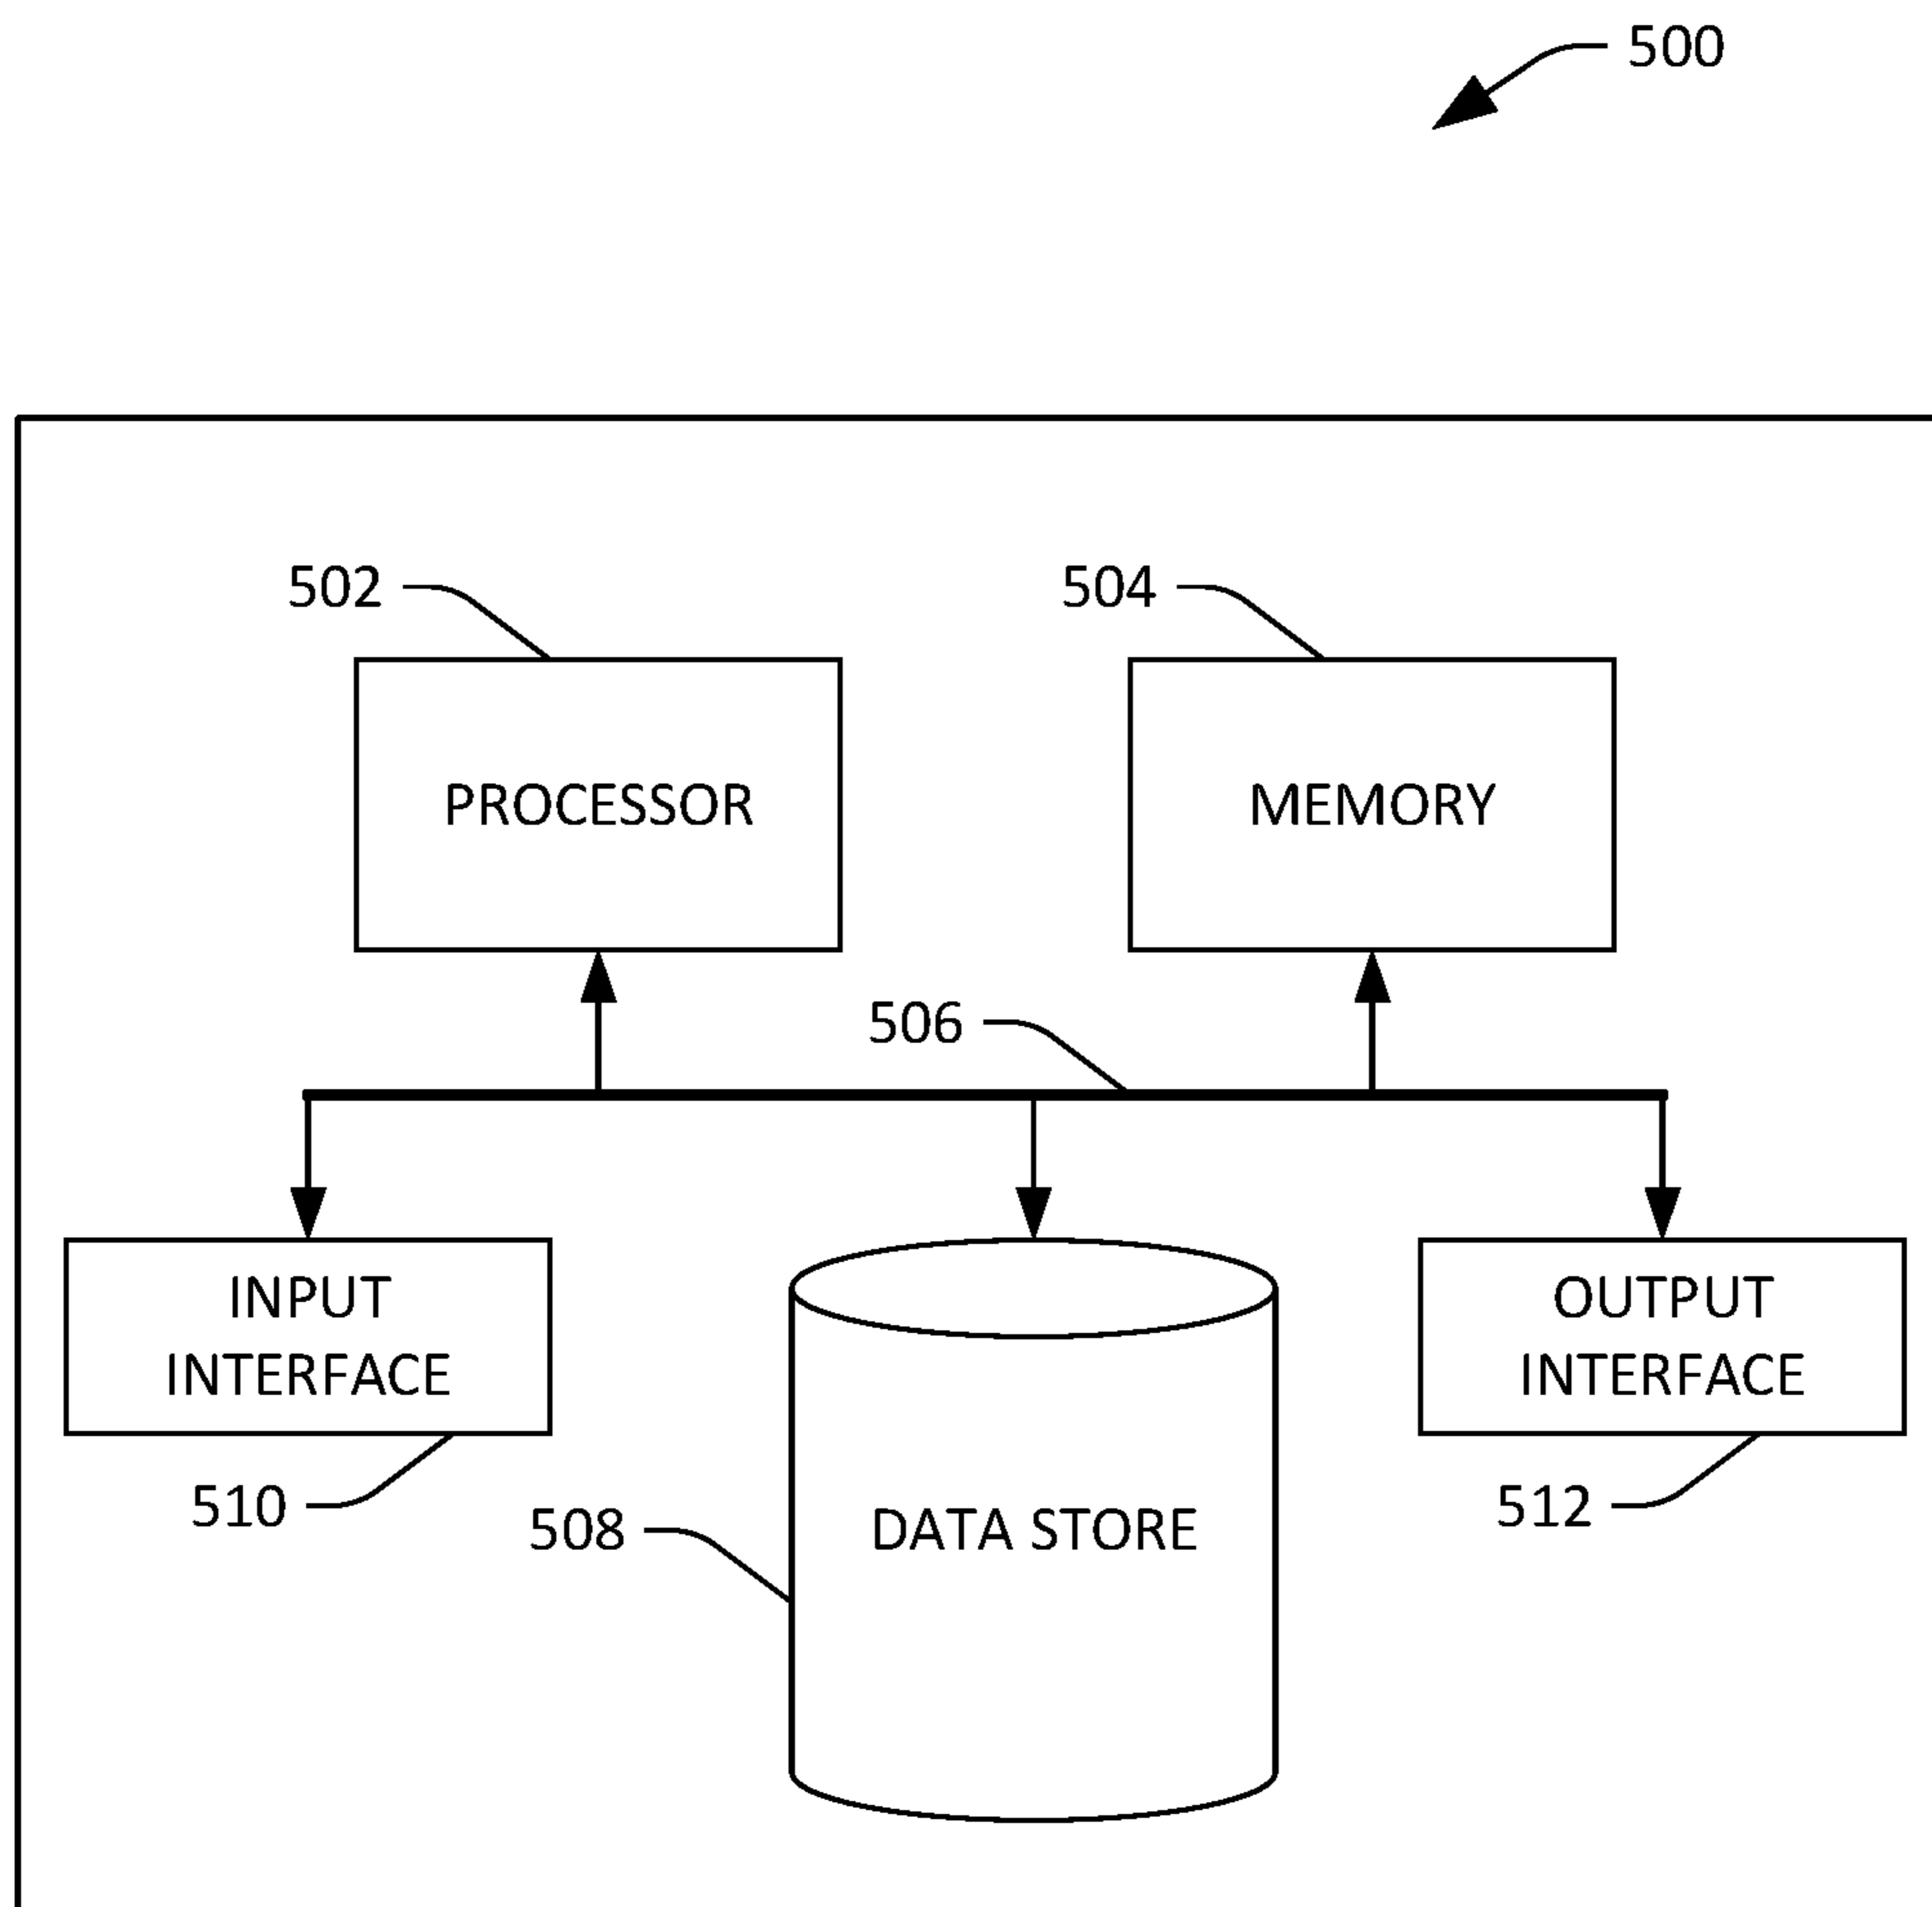 500
502
504
PROCESSOR
MEMORY
506
INPUT
INTERFACE
OUTPUT
INTERFACE
510
508
DATA STORE
512